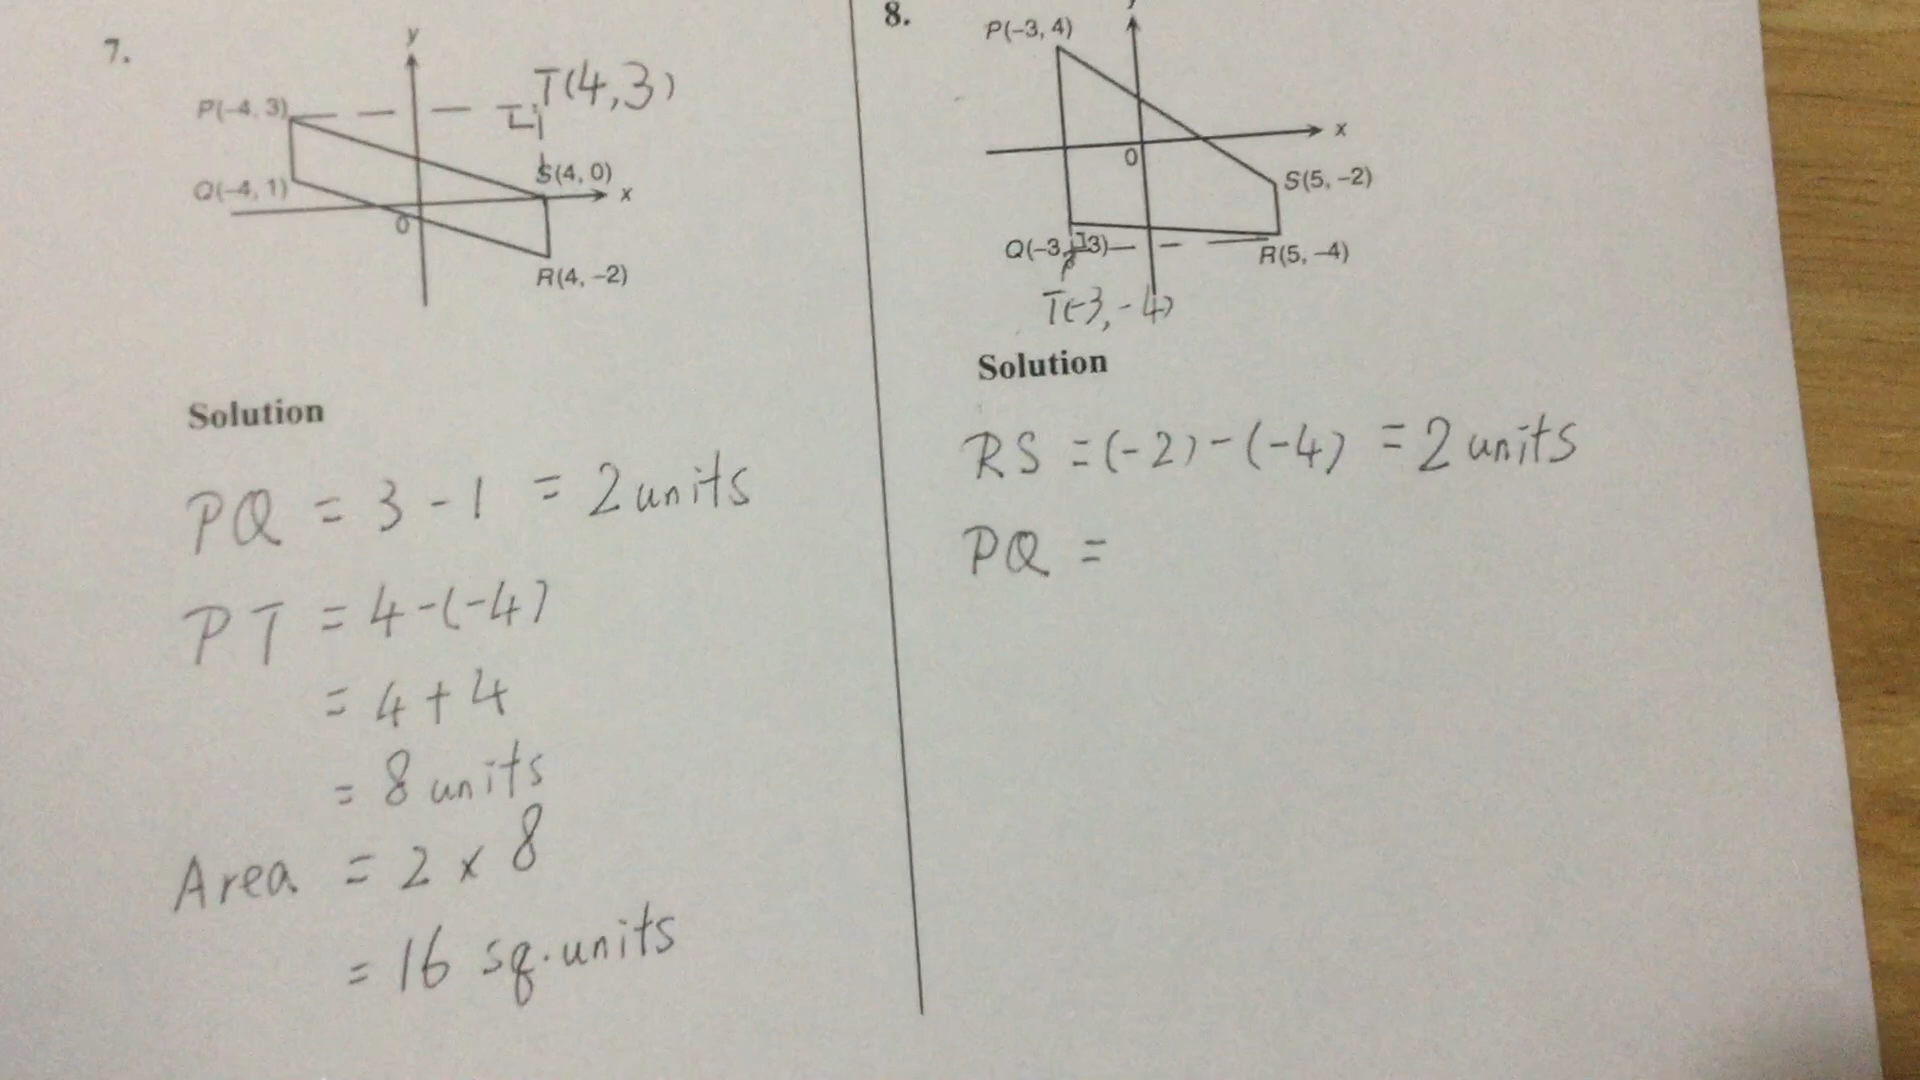 7.
y
P(-4, 3)
T(4,3)
Q(-4, 1)
S(4, 0)
x
0
R(4, -2)
Solution
PQ = 3 - 1 = 2 units
PT = 4-(-4)
= 4 + 4
= 8 units
Area = 2 × 8
= 16 sq. units
8.
y
P(-3, 4)
x
0
S(5, -2)
Q(-3, -3)
R(5, -4)
T(-3, -4)
Solution
RS = (-2) - (-4) = 2 units
PQ =